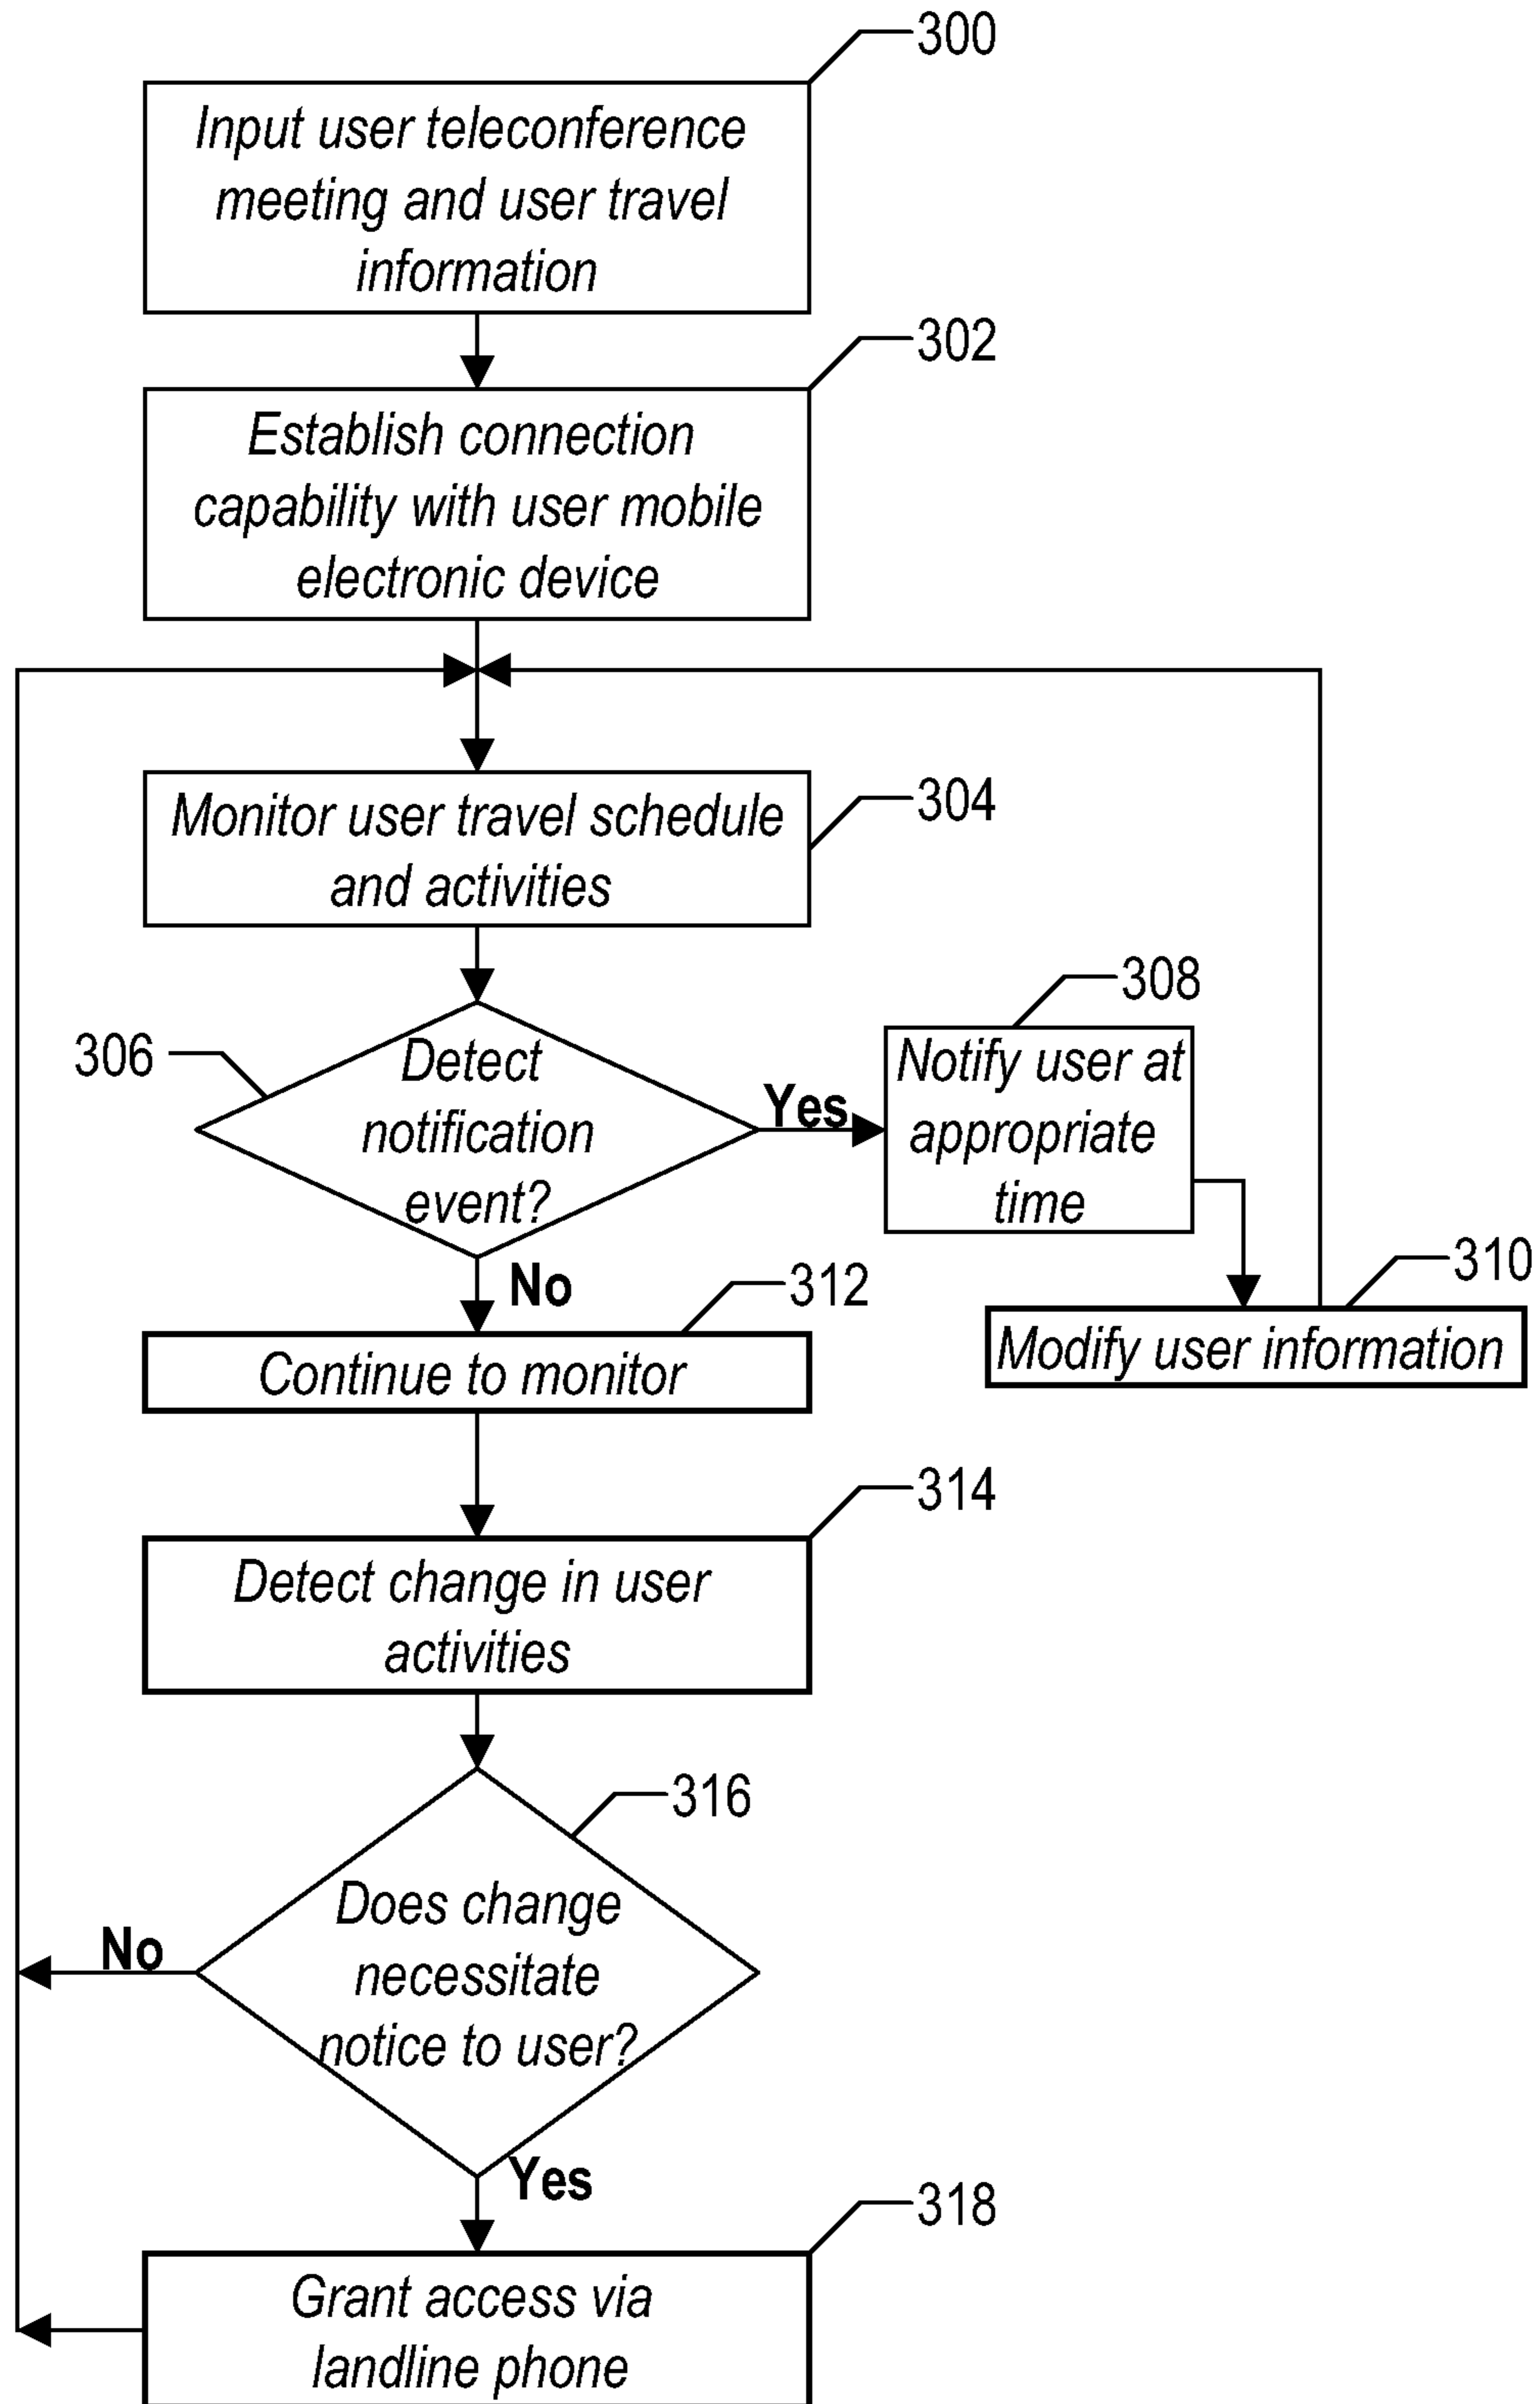 300
Input user teleconference
meeting and user travel
information
302
Establish connection
capability with user mobile
electronic device
304
Monitor user travel schedule
and activities
306
Detect
notification
event?
Yes
308
Notify user at
appropriate
time
310
Modify user information
No
312
Continue to monitor
314
Detect change in user
activities
316
Does change
necessitate
notice to user?
No
Yes
318
Grant access via
landline phone